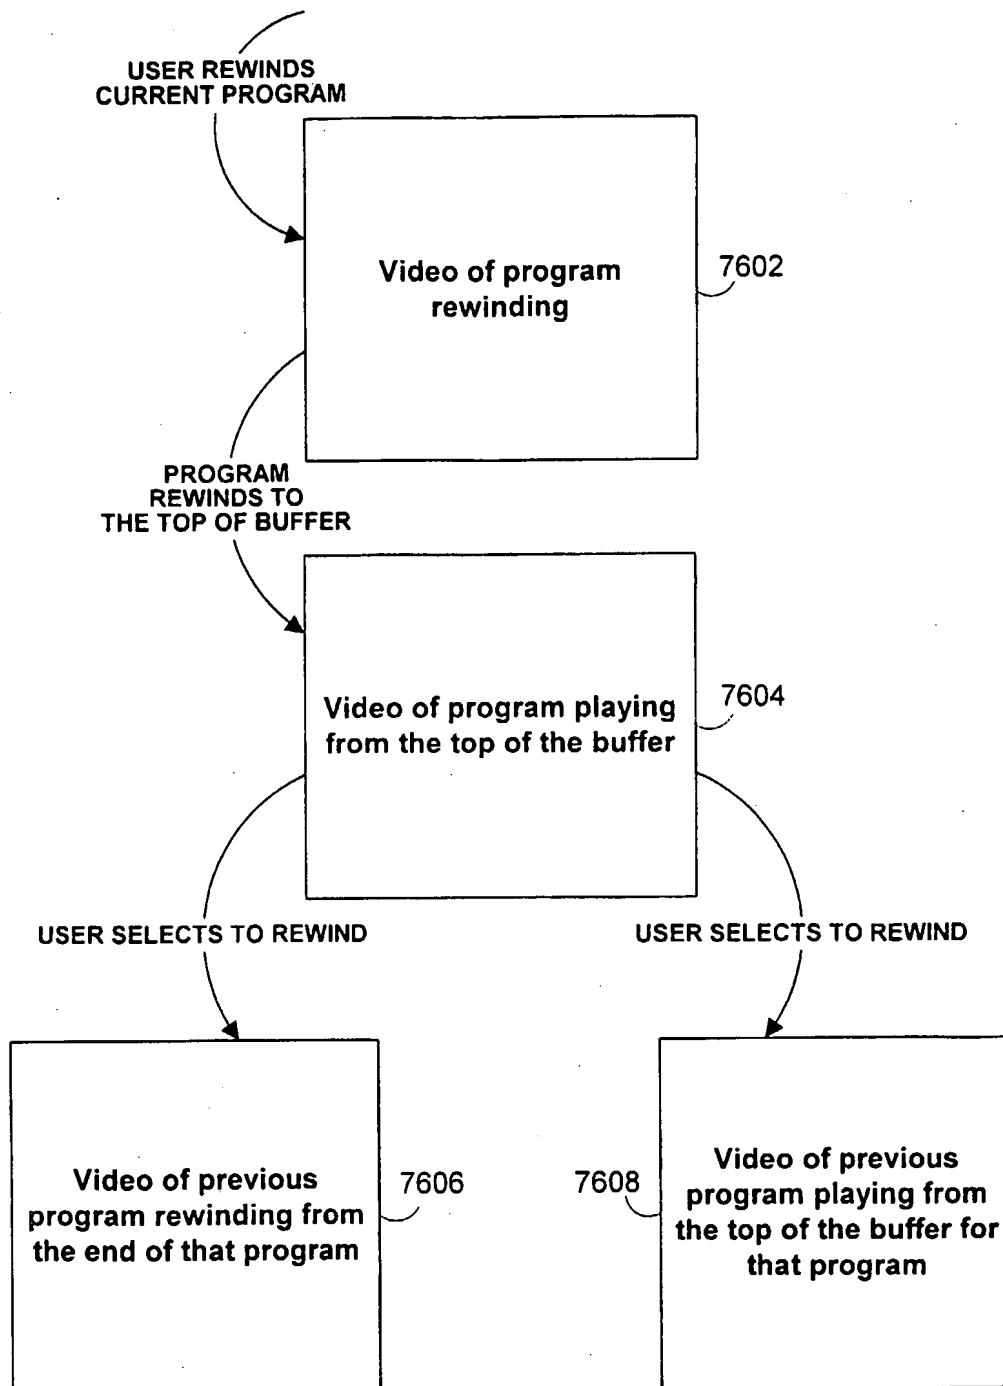 USER REWINDS
CURRENT PROGRAM
Video of program
rewinding
7602
PROGRAM
REWINDS TO
THE TOP OF BUFFER
Video of program playing
from the top of the buffer
7604
USER SELECTS TO REWIND
USER SELECTS TO REWIND
Video of previous
program rewinding from
the end of that program
7606
7608
Video of previous
program playing from
the top of the buffer for
that program